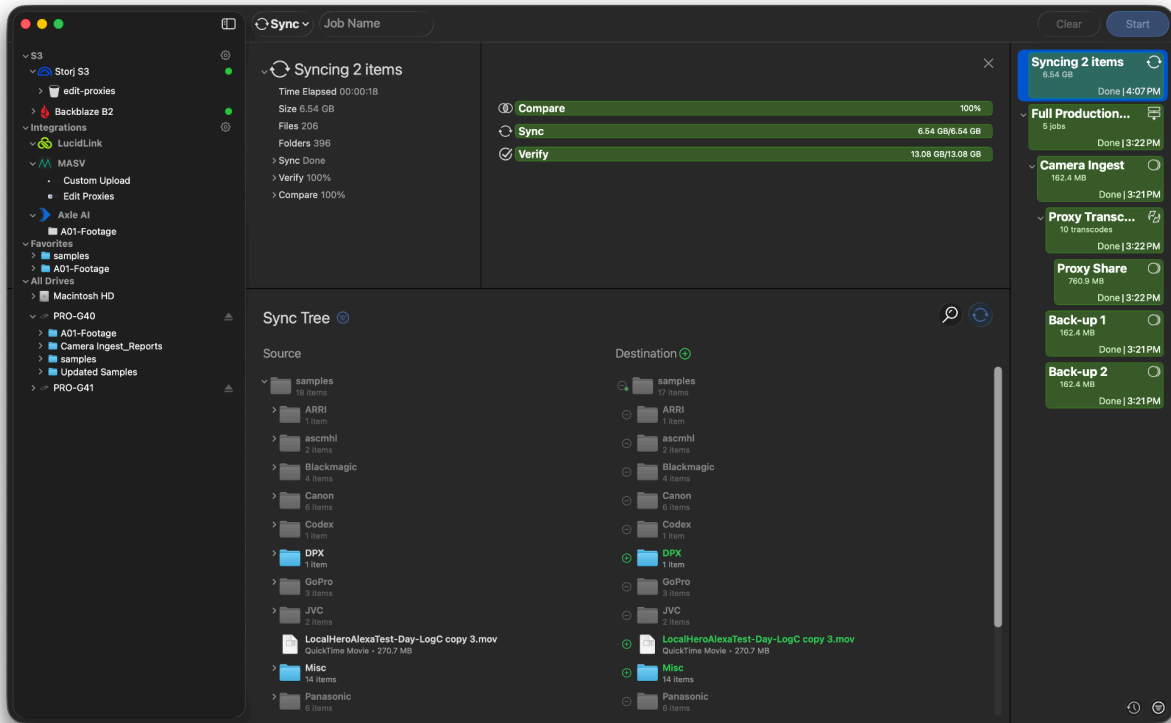 Sync
Job Name
Clear
Start
S3
Storj S3
edit-proxies
Backblaze B2
Integrations
LucidLink
MASV
Custom Upload
Edit Proxies
Axle AI
A01-Footage
Favorites
samples
A01-Footage
All Drives
Macintosh HD
PRO-G40
A01-Footage
Camera Ingest_Reports
samples
Updated Samples
PRO-G41
Syncing 2 items
Time Elapsed 00:00:18
Size 6.54 GB
Files 206
Folders 396
Sync Done
Verify 100%
Compare 100%
Compare 100%
Sync 6.54 GB/6.54 GB
Verify 13.08 GB/13.08 GB
Sync Tree
Source
samples
18 items
ARRI
1 item
ascmhl
2 items
Blackmagic
4 items
Canon
6 items
Codex
1 item
DPX
1 item
GoPro
3 items
JVC
2 items
LocalHeroAlexaTest-Day-LogC copy 3.mov
QuickTime Movie • 270.7 MB
Misc
14 items
Panasonic
6 items
Destination
samples
17 items
ARRI
1 item
ascmhl
2 items
Blackmagic
4 items
Canon
6 items
Codex
1 item
DPX
1 item
GoPro
3 items
JVC
2 items
LocalHeroAlexaTest-Day-LogC copy 3.mov
QuickTime Movie • 270.7 MB
Misc
14 items
Panasonic
6 items
Syncing 2 items
6.54 GB
Done | 4:07 PM
Full Production...
5 jobs
Done | 3:22 PM
Camera Ingest
162.4 MB
Done | 3:21 PM
Proxy Transc...
10 transcodes
Done | 3:22 PM
Proxy Share
760.9 MB
Done | 3:22 PM
Back-up 1
162.4 MB
Done | 3:21 PM
Back-up 2
162.4 MB
Done | 3:21 PM